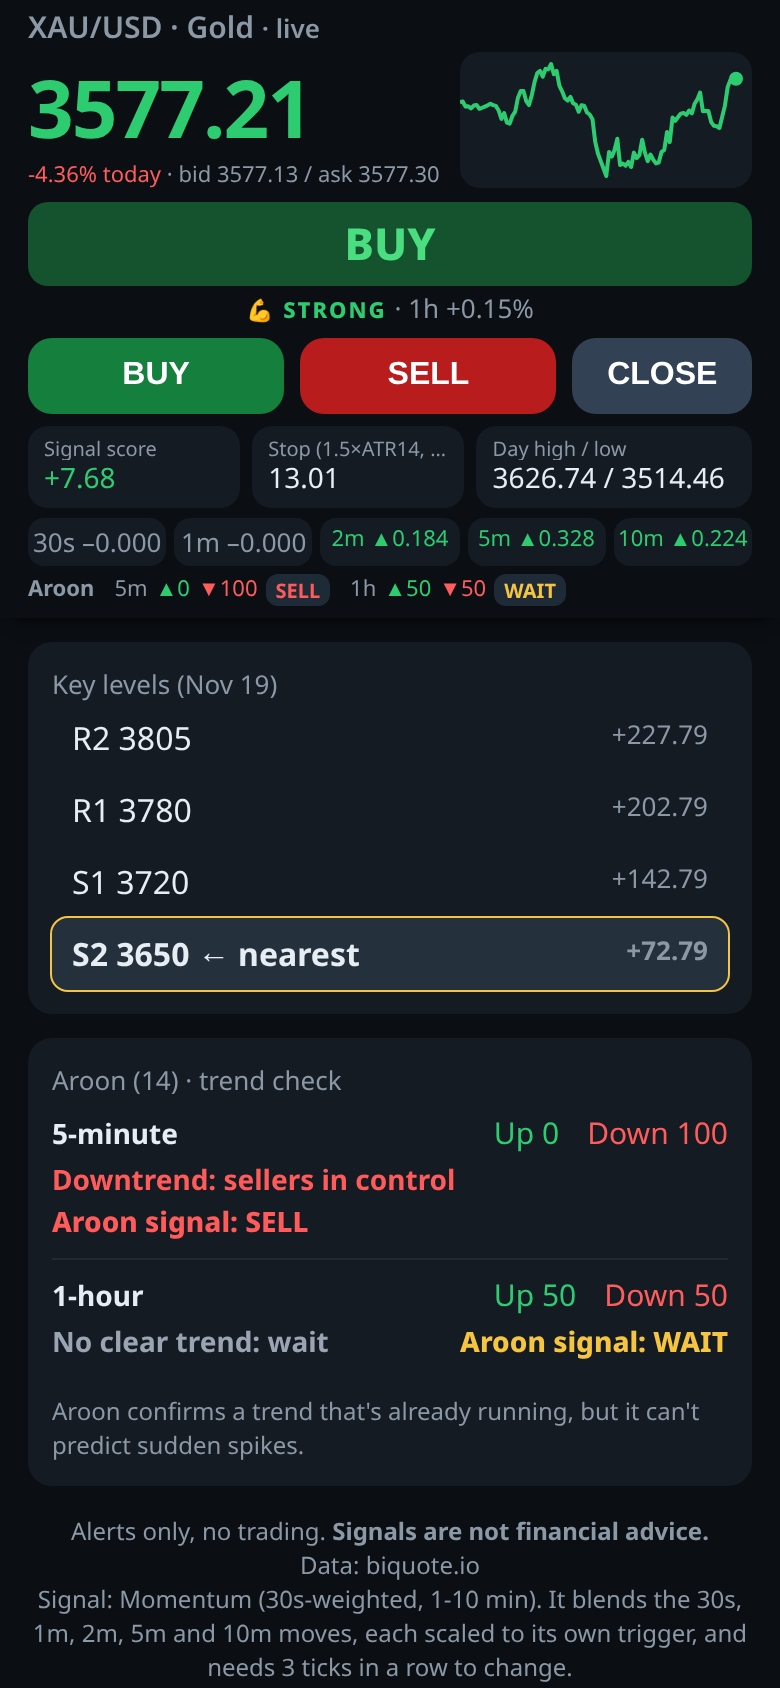 XAU/USD · Gold · live
3577.21
-4.36% today · bid 3577.13 / ask 3577.30
BUY
💪 STRONG · 1h +0.15%
BUY SELL CLOSE
Signal score Stop (1.5×ATR14, ... Day high / low
+7.68 13.01 3626.74 / 3514.46
30s –0.000 1m –0.000 2m ▲0.184 5m ▲0.328 10m ▲0.224
Aroon 5m ▲0 ▼100 SELL 1h ▲50 ▼50 WAIT
Key levels (Nov 19)
R2 3805 +227.79
R1 3780 +202.79
S1 3720 +142.79
S2 3650 ← nearest +72.79
Aroon (14) · trend check
5-minute Up 0 Down 100
Downtrend: sellers in control
Aroon signal: SELL
1-hour Up 50 Down 50
No clear trend: wait Aroon signal: WAIT
Aroon confirms a trend that's already running, but it can't
predict sudden spikes.
Alerts only, no trading. Signals are not financial advice.
Data: biquote.io
Signal: Momentum (30s-weighted, 1-10 min). It blends the 30s,
1m, 2m, 5m and 10m moves, each scaled to its own trigger, and
needs 3 ticks in a row to change.